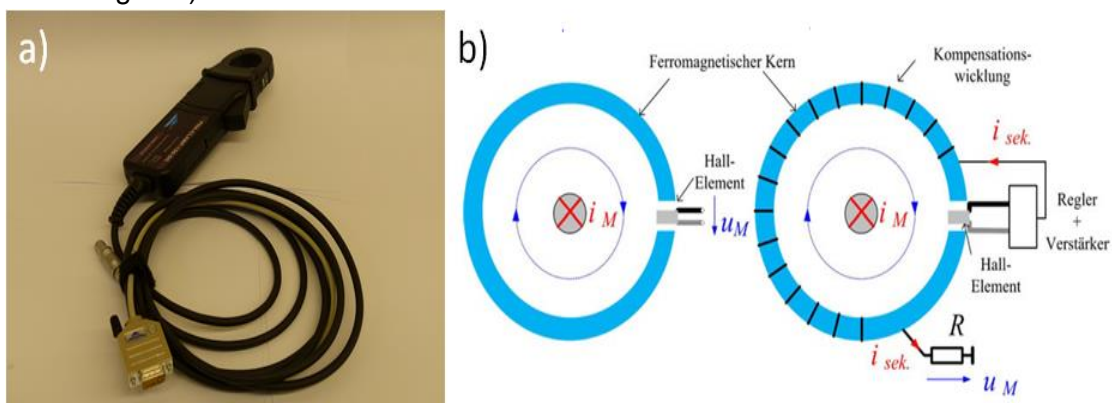 a)
b)
Ferromagnetischer Kern
Kompensations-
wicklung
Hall-
Element
i M
u M
i M
i sek.
Regler
+
Verstärker
Hall-
Element
R
i sek.
u M